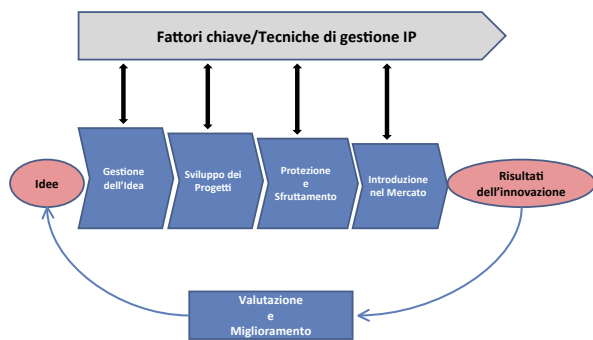 Fattori chiave/Tecniche di gestione IP
Idee
Gestione
dell'Idea
Sviluppo dei
Progetti
Protezione
e
Sfruttamento
Introduzione
nel Mercato
Risultati
dell'innovazione
Valutazione
e
Miglioramento